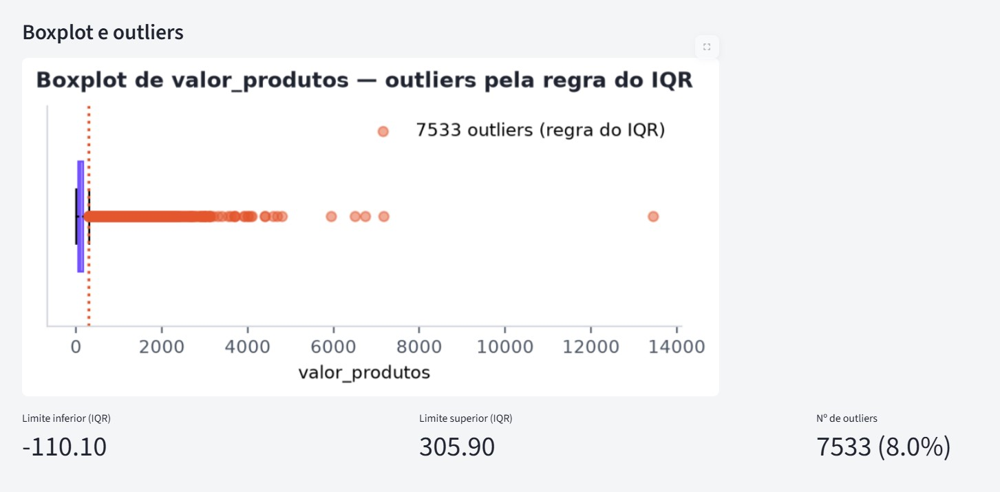 Boxplot e outliers
Boxplot de valor_produtos — outliers pela regra do IQR
7533 outliers (regra do IQR)
0 2000 4000 6000 8000 10000 12000 14000
valor_produtos
Limite inferior (IQR) Limite superior (IQR) Nº de outliers
-110.10 305.90 7533 (8.0%)